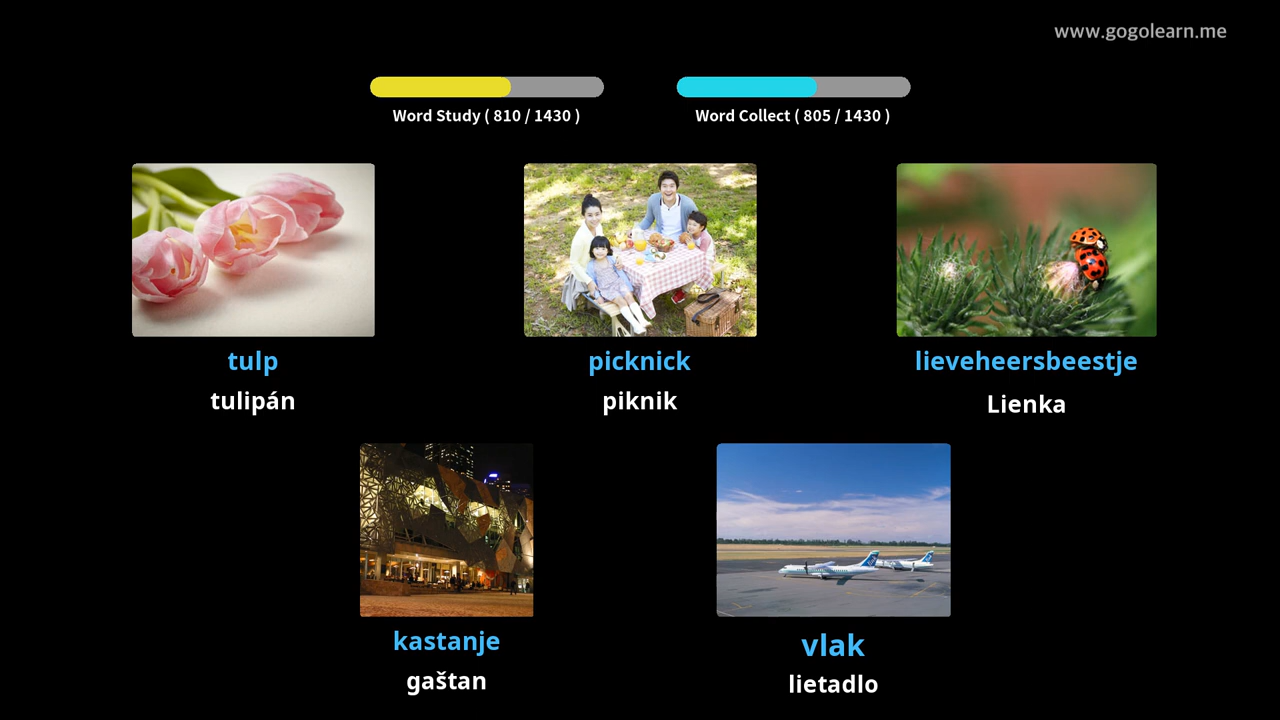 www.gogolearn.me
Word Study ( 810 / 1430 )
Word Collect ( 805 / 1430 )
tulp
tulipán
picknick
piknik
lieveheersbeestje
Lienka
kastanje
gaštan
vlak
lietadlo